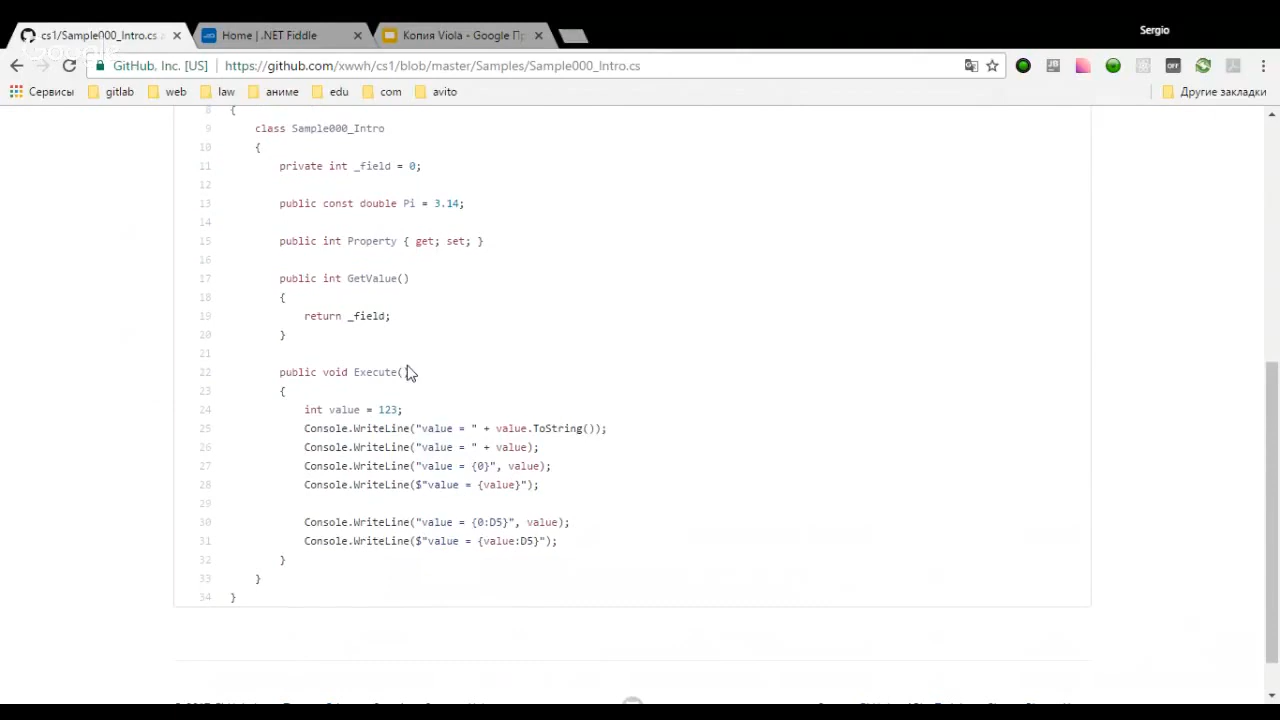 Sergio
cs1/Sample000_Intro.cs a
Home | .NET Fiddle
Копия Viola - Google Пр
GitHub, Inc. [US]
https://github.com/xwwh/cs1/blob/master/Samples/Sample000_Intro.cs
Сервисы gitlab web law аниме edu com avito Другие закладки
8 {
9 class Sample000_Intro
10 {
11 private int _field = 0;
12
13 public const double Pi = 3.14;
14
15 public int Property { get; set; }
16
17 public int GetValue()
18 {
19 return _field;
20 }
21
22 public void Execute()
23 {
24 int value = 123;
25 Console.WriteLine("value = " + value.ToString());
26 Console.WriteLine("value = " + value);
27 Console.WriteLine("value = {0}", value);
28 Console.WriteLine($"value = {value}");
29
30 Console.WriteLine("value = {0:D5}", value);
31 Console.WriteLine($"value = {value:D5}");
32 }
33 }
34 }